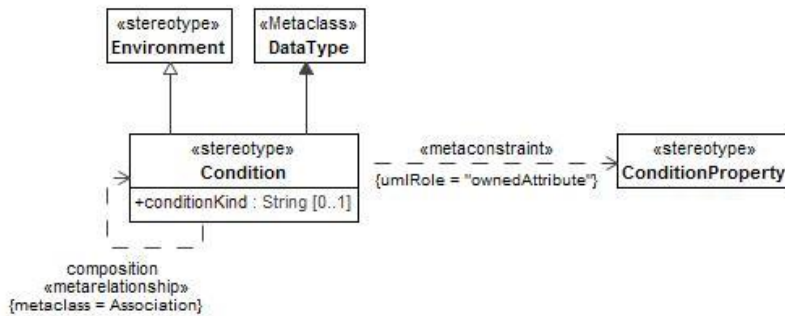 «stereotype»
Environment
«Metaclass»
DataType
«stereotype»
Condition
+conditionKind : String [0..1]
«metaconstraint»
{umlRole = "ownedAttribute"}
«stereotype»
ConditionProperty
composition
«metarelationship»
{metaclass = Association}